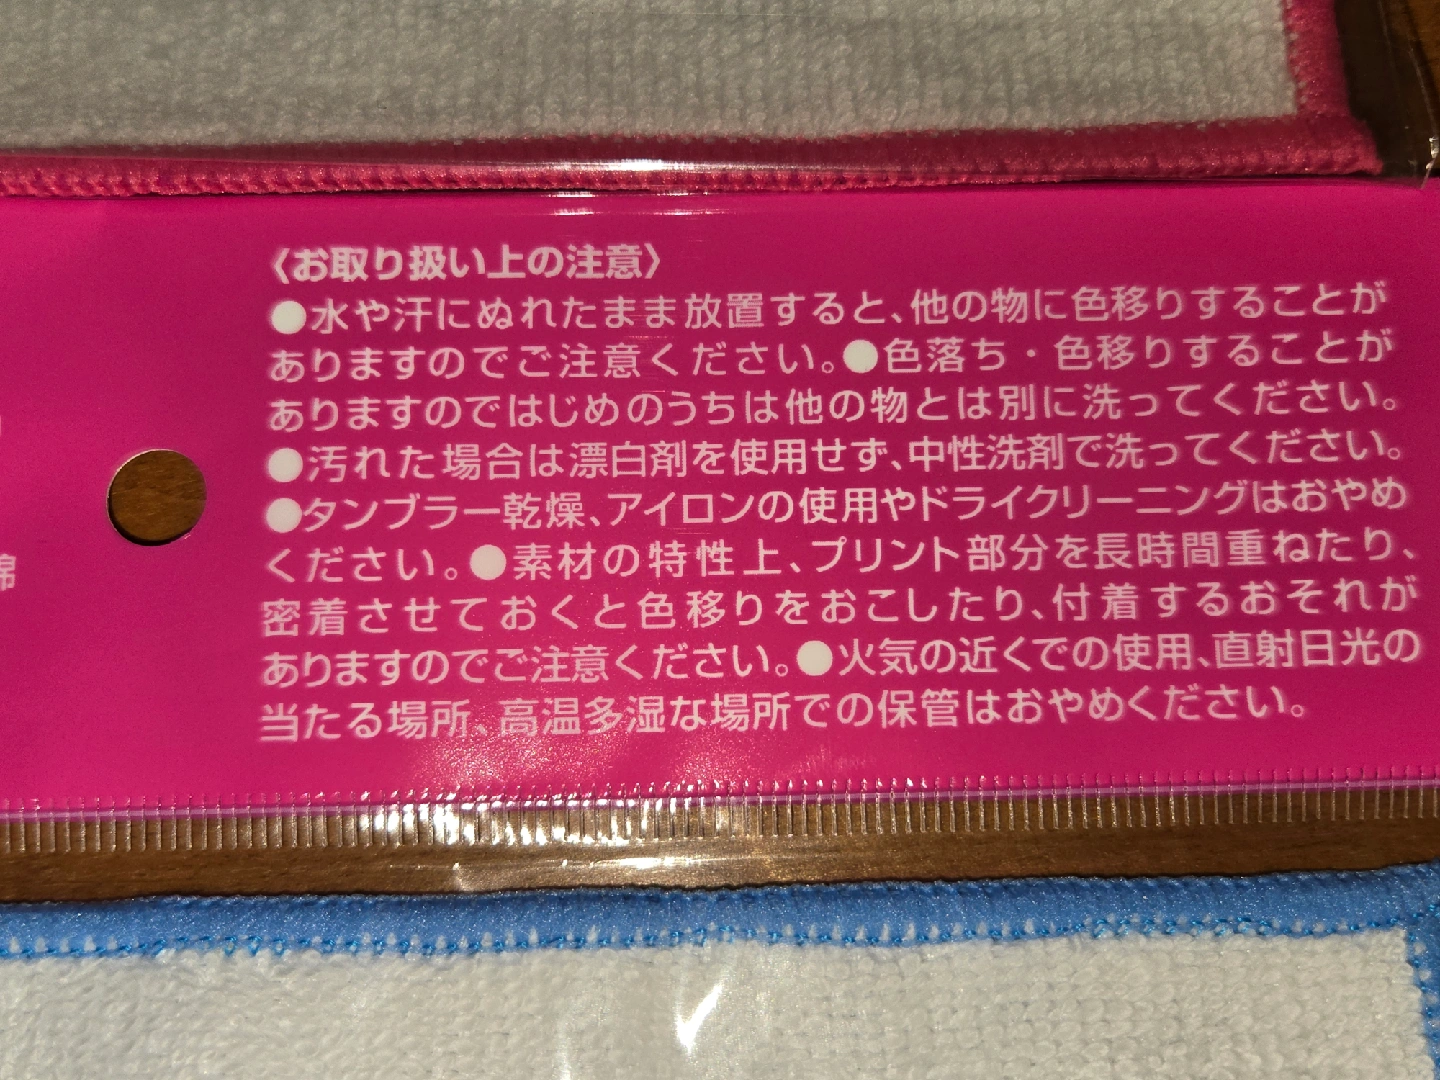 〈お取り扱い上の注意〉
●水や汗にぬれたまま放置すると、他の物に色移りすることが
ありますのでご注意ください。●色落ち・色移りすることが
ありますのではじめのうちは他の物とは別に洗ってください。
●汚れた場合は漂白剤を使用せず、中性洗剤で洗ってください。
●タンブラー乾燥、アイロンの使用やドライクリーニングはおやめ
ください。●素材の特性上、プリント部分を長時間重ねたり、
密着させておくと色移りをおこしたり、付着するおそれが
ありますのでご注意ください。●火気の近くでの使用、直射日光の
当たる場所、高温多湿な場所での保管はおやめください。
綿